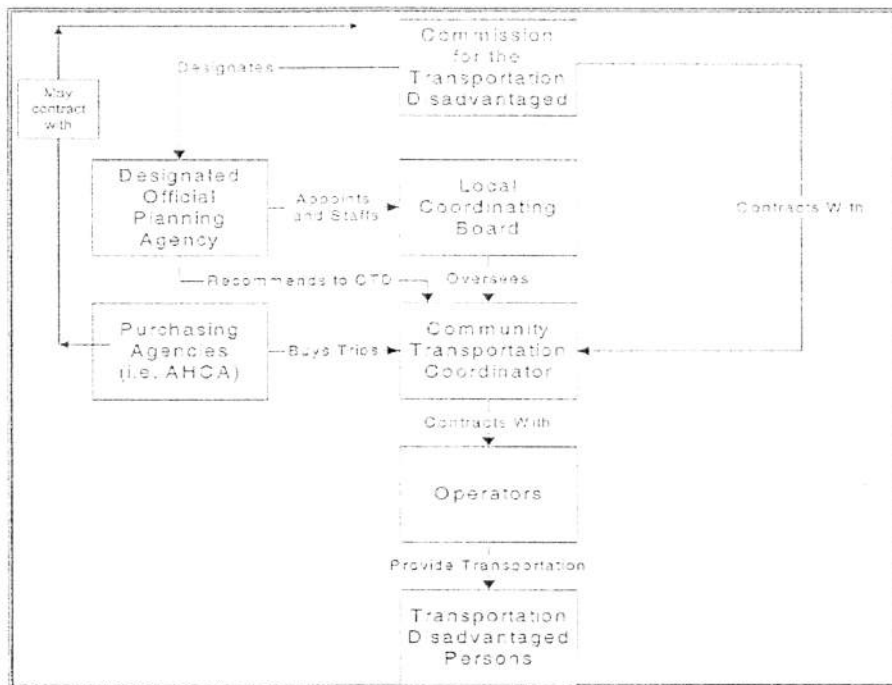 Commission
for the
Transportation
Disadvantaged
Designates
May
contract
with
Designated
Official
Planning
Agency
Appoints
and Staffs
Local
Coordinating
Board
Contracts With
Recommends to CTD
Oversees
Purchasing
Agencies
(i.e. AHCA)
Buys Trips
Community
Transportation
Coordinator
Contracts With
Operators
Provide Transportation
Transportation
Disadvantaged
Persons